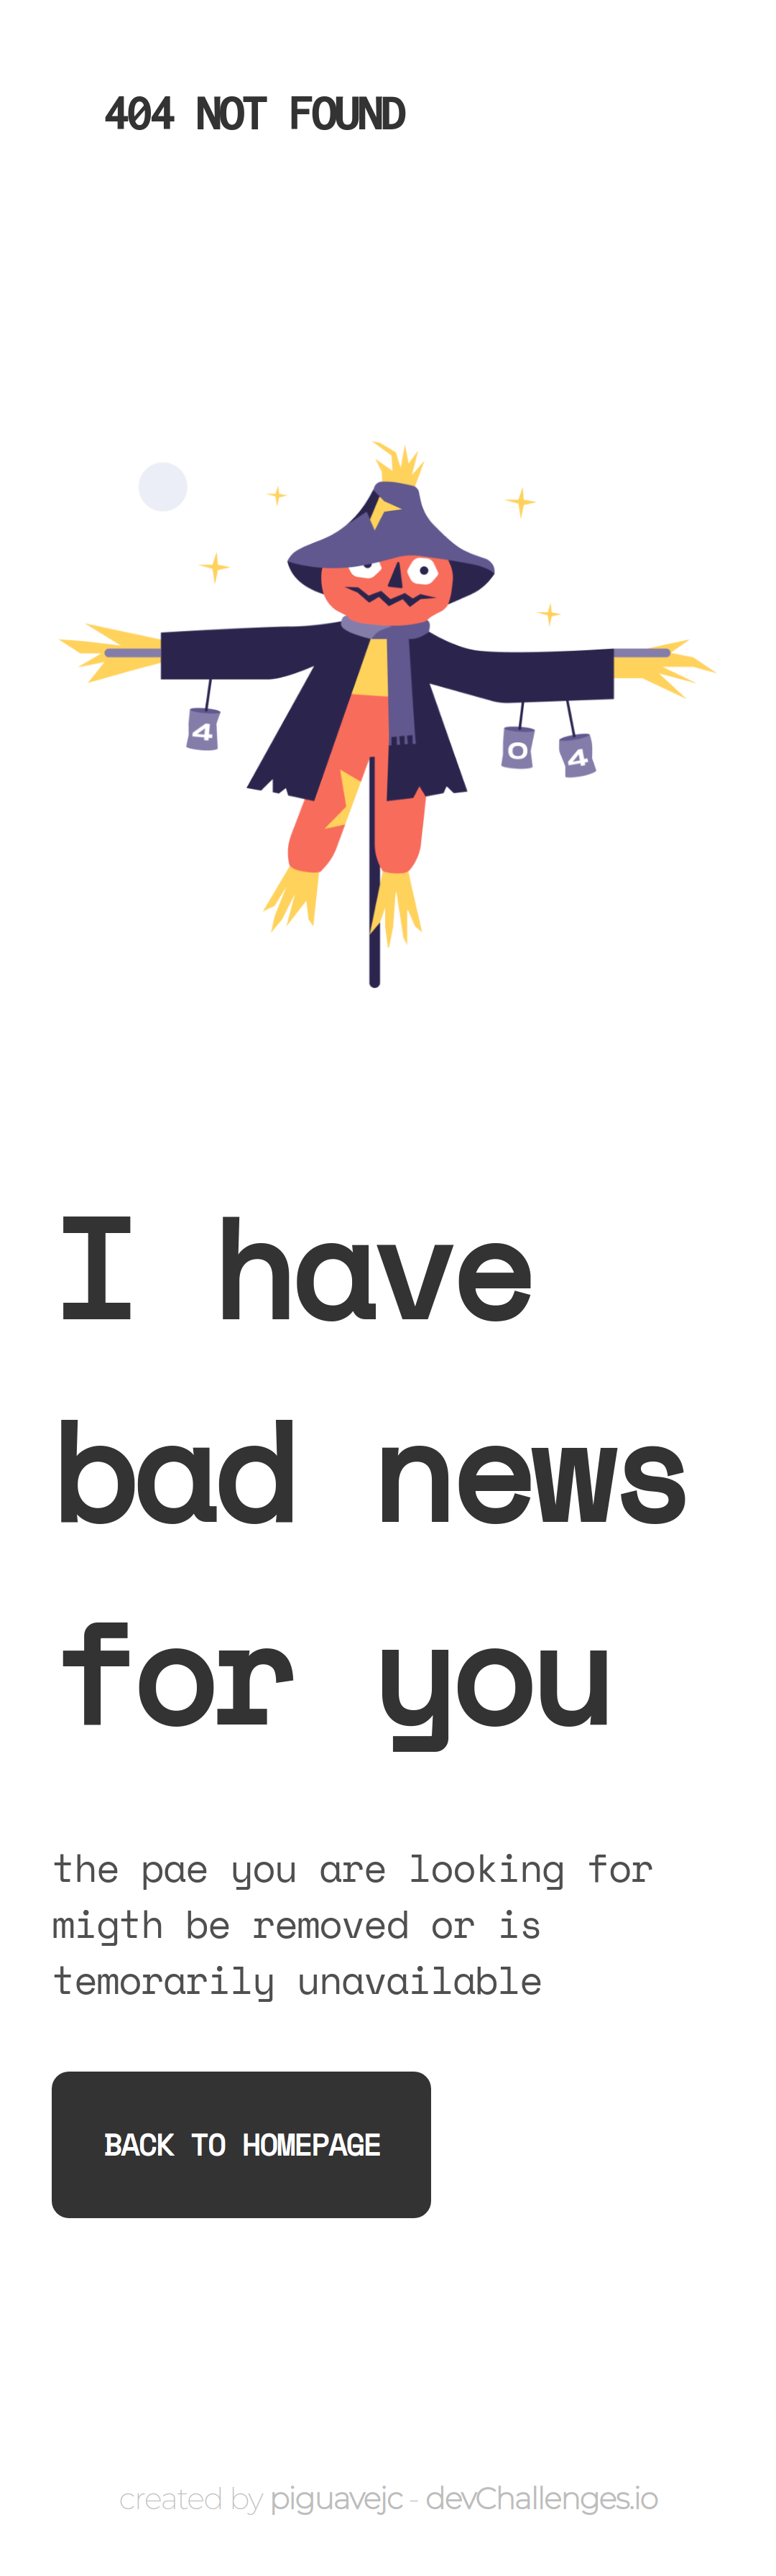 404 NOT FOUND
4
0
4
I have
bad news
for you
the pae you are looking for
migth be removed or is
temorarily unavailable
BACK TO HOMEPAGE
created by piguavejc - devChallenges.io